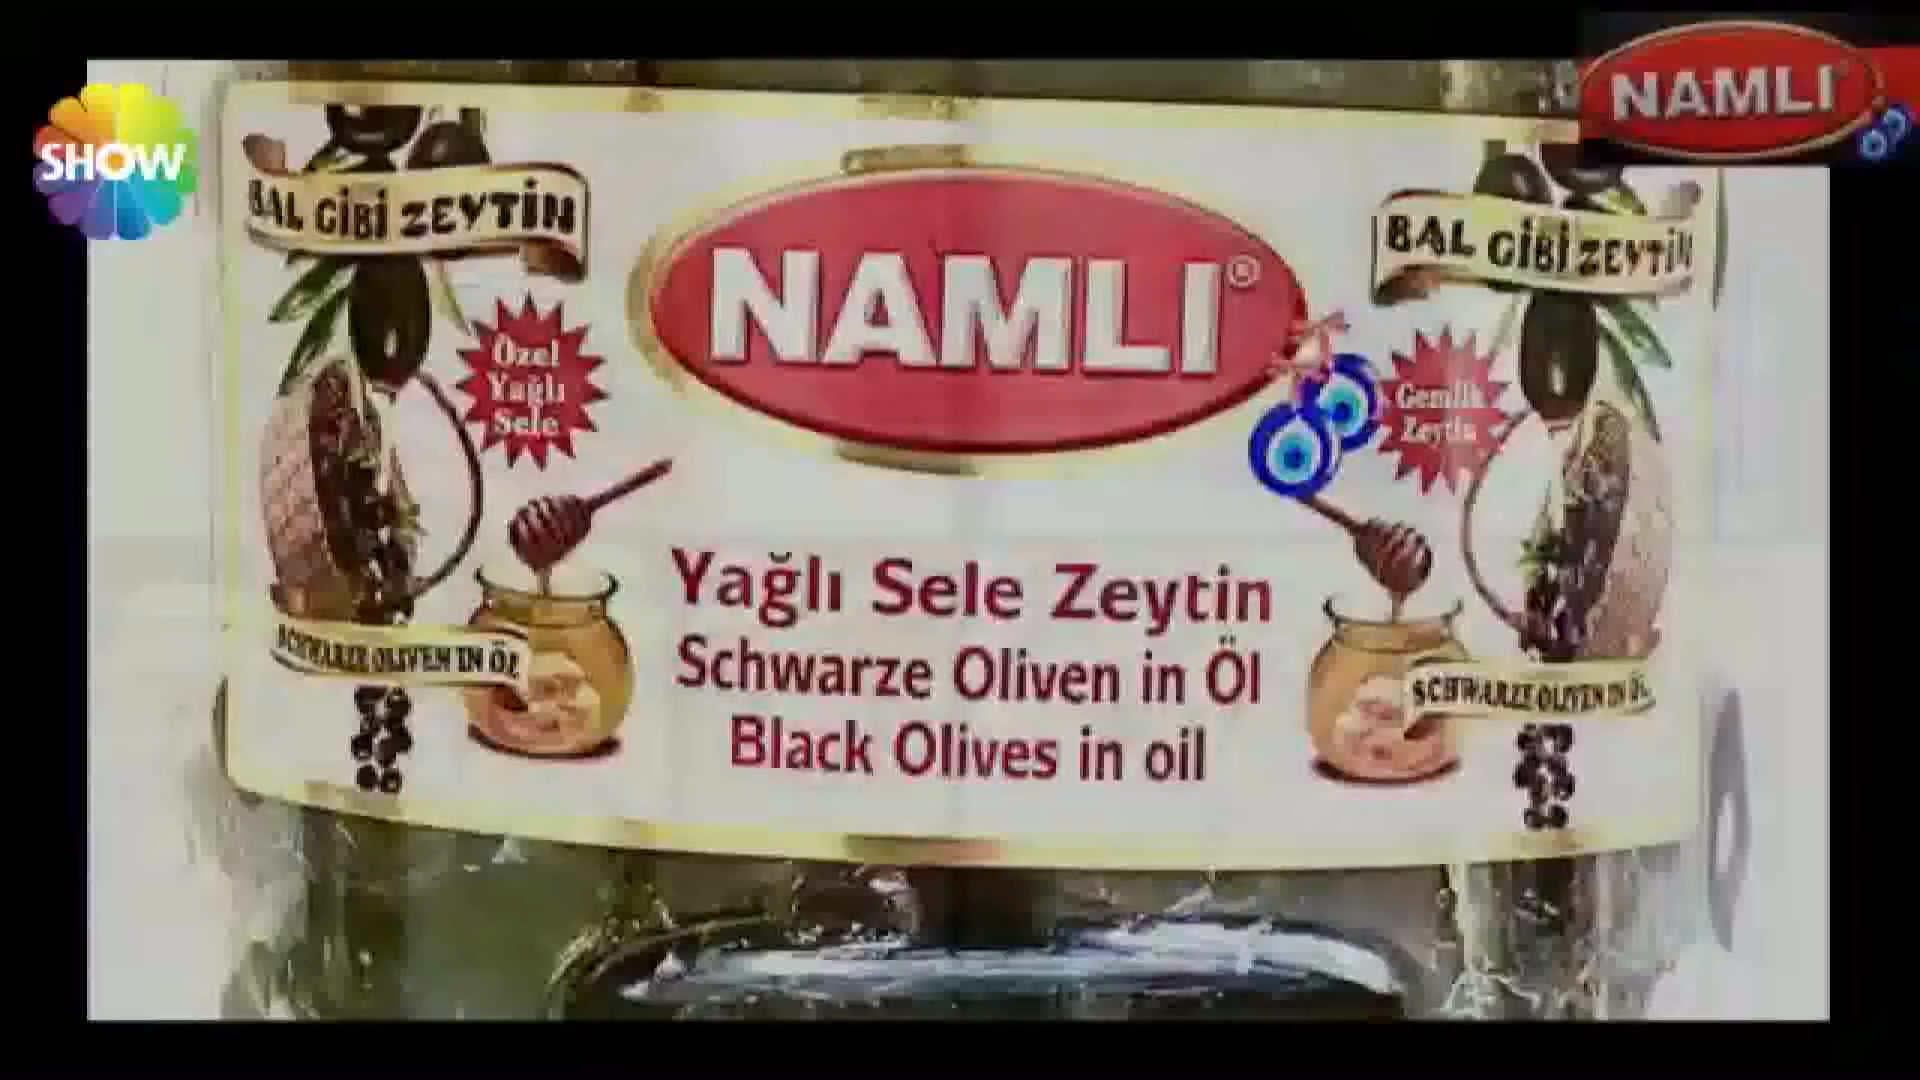 SHOW
NAMLI
BAL GİBİ ZEYTİN
NAMLI®
BAL GİBİ ZEYTİN
Özel
Yağlı
Sele
Gemlik
Zeytin
Yağlı Sele Zeytin
Schwarze Oliven in Öl
Black Olives in oil
SCHWARZE OLIVEN IN ÖL
SCHWARZE OLIVEN IN ÖL